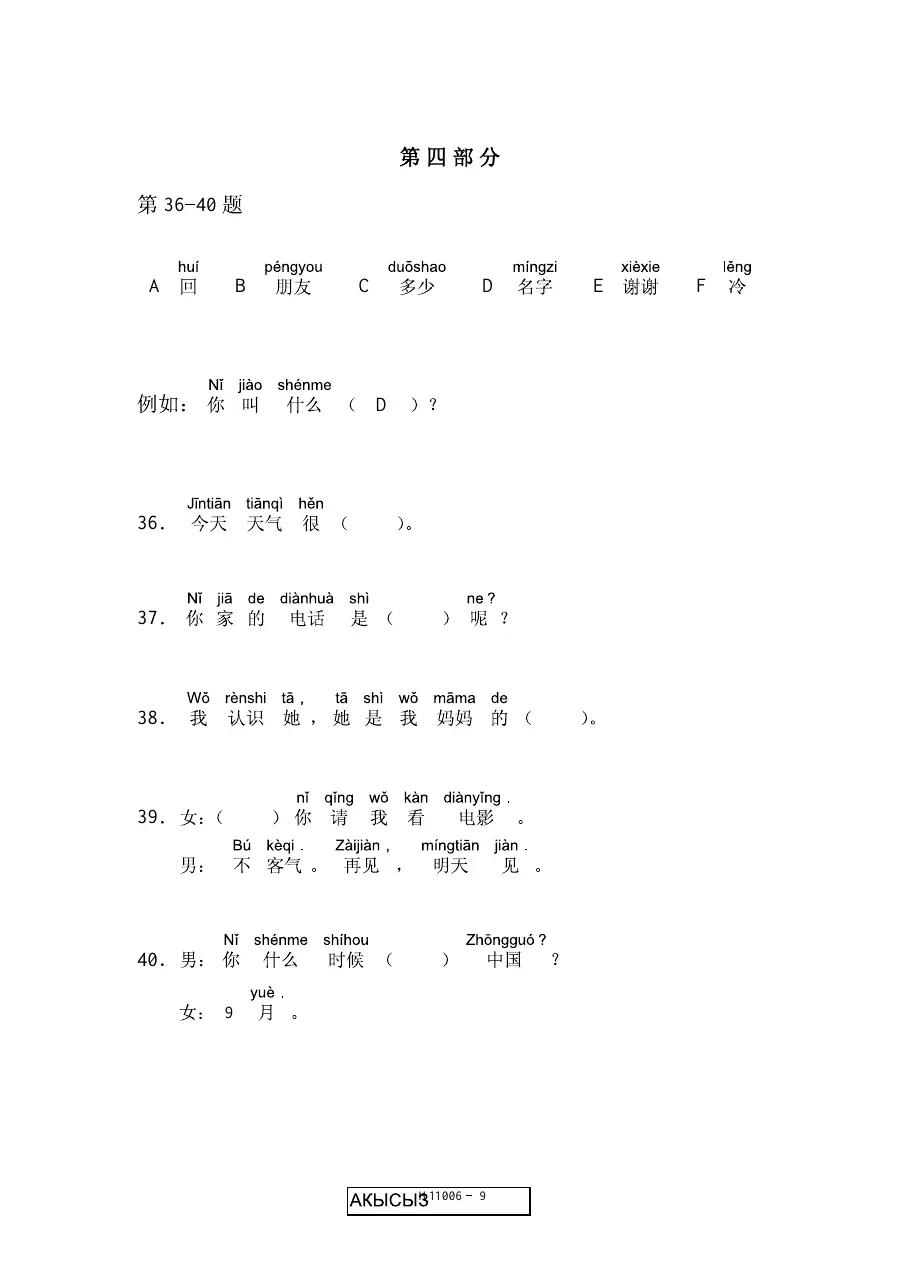 第四部分
第 36-40 题
huí péngyou duōshao míngzi xièxie lěng
A 回 B 朋友 C 多少 D 名字 E 谢谢 F 冷
Nǐ jiào shénme
例如： 你 叫 什么 （ D ）？
Jīntiān tiānqì hěn
36. 今天 天气 很 （ ）。
Nǐ jiā de diànhuà shì ne？
37. 你 家 的 电话 是 （ ） 呢 ？
Wǒ rènshi tā， tā shì wǒ māma de
38. 我 认识 她 ，她 是 我 妈妈 的 （ ）。
nǐ qǐng wǒ kàn diànyǐng．
39. 女：（ ） 你 请 我 看 电影 。
Bú kèqi． Zàijiàn， míngtiān jiàn．
男： 不 客气 。 再见 ， 明天 见 。
Nǐ shénme shíhou Zhōngguó？
40. 男： 你 什么 时候 （ ） 中国 ？
yuè．
女： 9 月 。
АКЫСЫЗ H11006 - 9